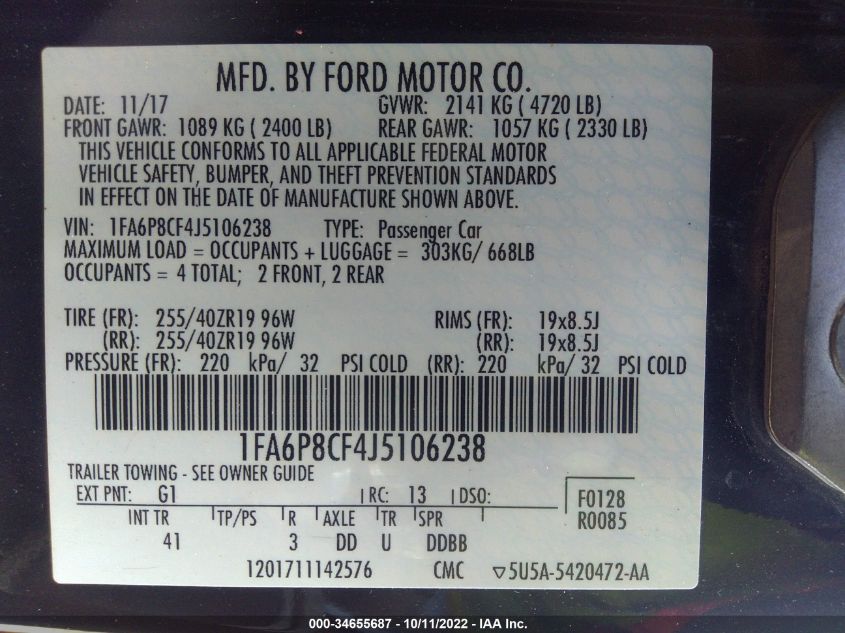 MFD. BY FORD MOTOR CO.
DATE: 11/17 GVWR: 2141 KG ( 4720 LB)
FRONT GAWR: 1089 KG ( 2400 LB) REAR GAWR: 1057 KG ( 2330 LB)
THIS VEHICLE CONFORMS TO ALL APPLICABLE FEDERAL MOTOR
VEHICLE SAFETY, BUMPER, AND THEFT PREVENTION STANDARDS
IN EFFECT ON THE DATE OF MANUFACTURE SHOWN ABOVE.
VIN: 1FA6P8CF4J5106238 TYPE: Passenger Car
MAXIMUM LOAD = OCCUPANTS + LUGGAGE = 303KG/ 668LB
OCCUPANTS = 4 TOTAL; 2 FRONT, 2 REAR
TIRE (FR): 255/40ZR19 96W RIMS (FR): 19x8.5J
(RR): 255/40ZR19 96W (RR): 19x8.5J
PRESSURE (FR): 220 kPa/ 32 PSI COLD (RR): 220 kPa/ 32 PSI COLD
1FA6P8CF4J5106238
TRAILER TOWING - SEE OWNER GUIDE
EXT PNT: G1 RC: 13 DSO: F0128
INT TR TP/PS R AXLE TR SPR R0085
41 3 DD U DDBB
1201711142576 CMC ▽5U5A-5420472-AA
000-34655687 - 10/11/2022 - IAA Inc.